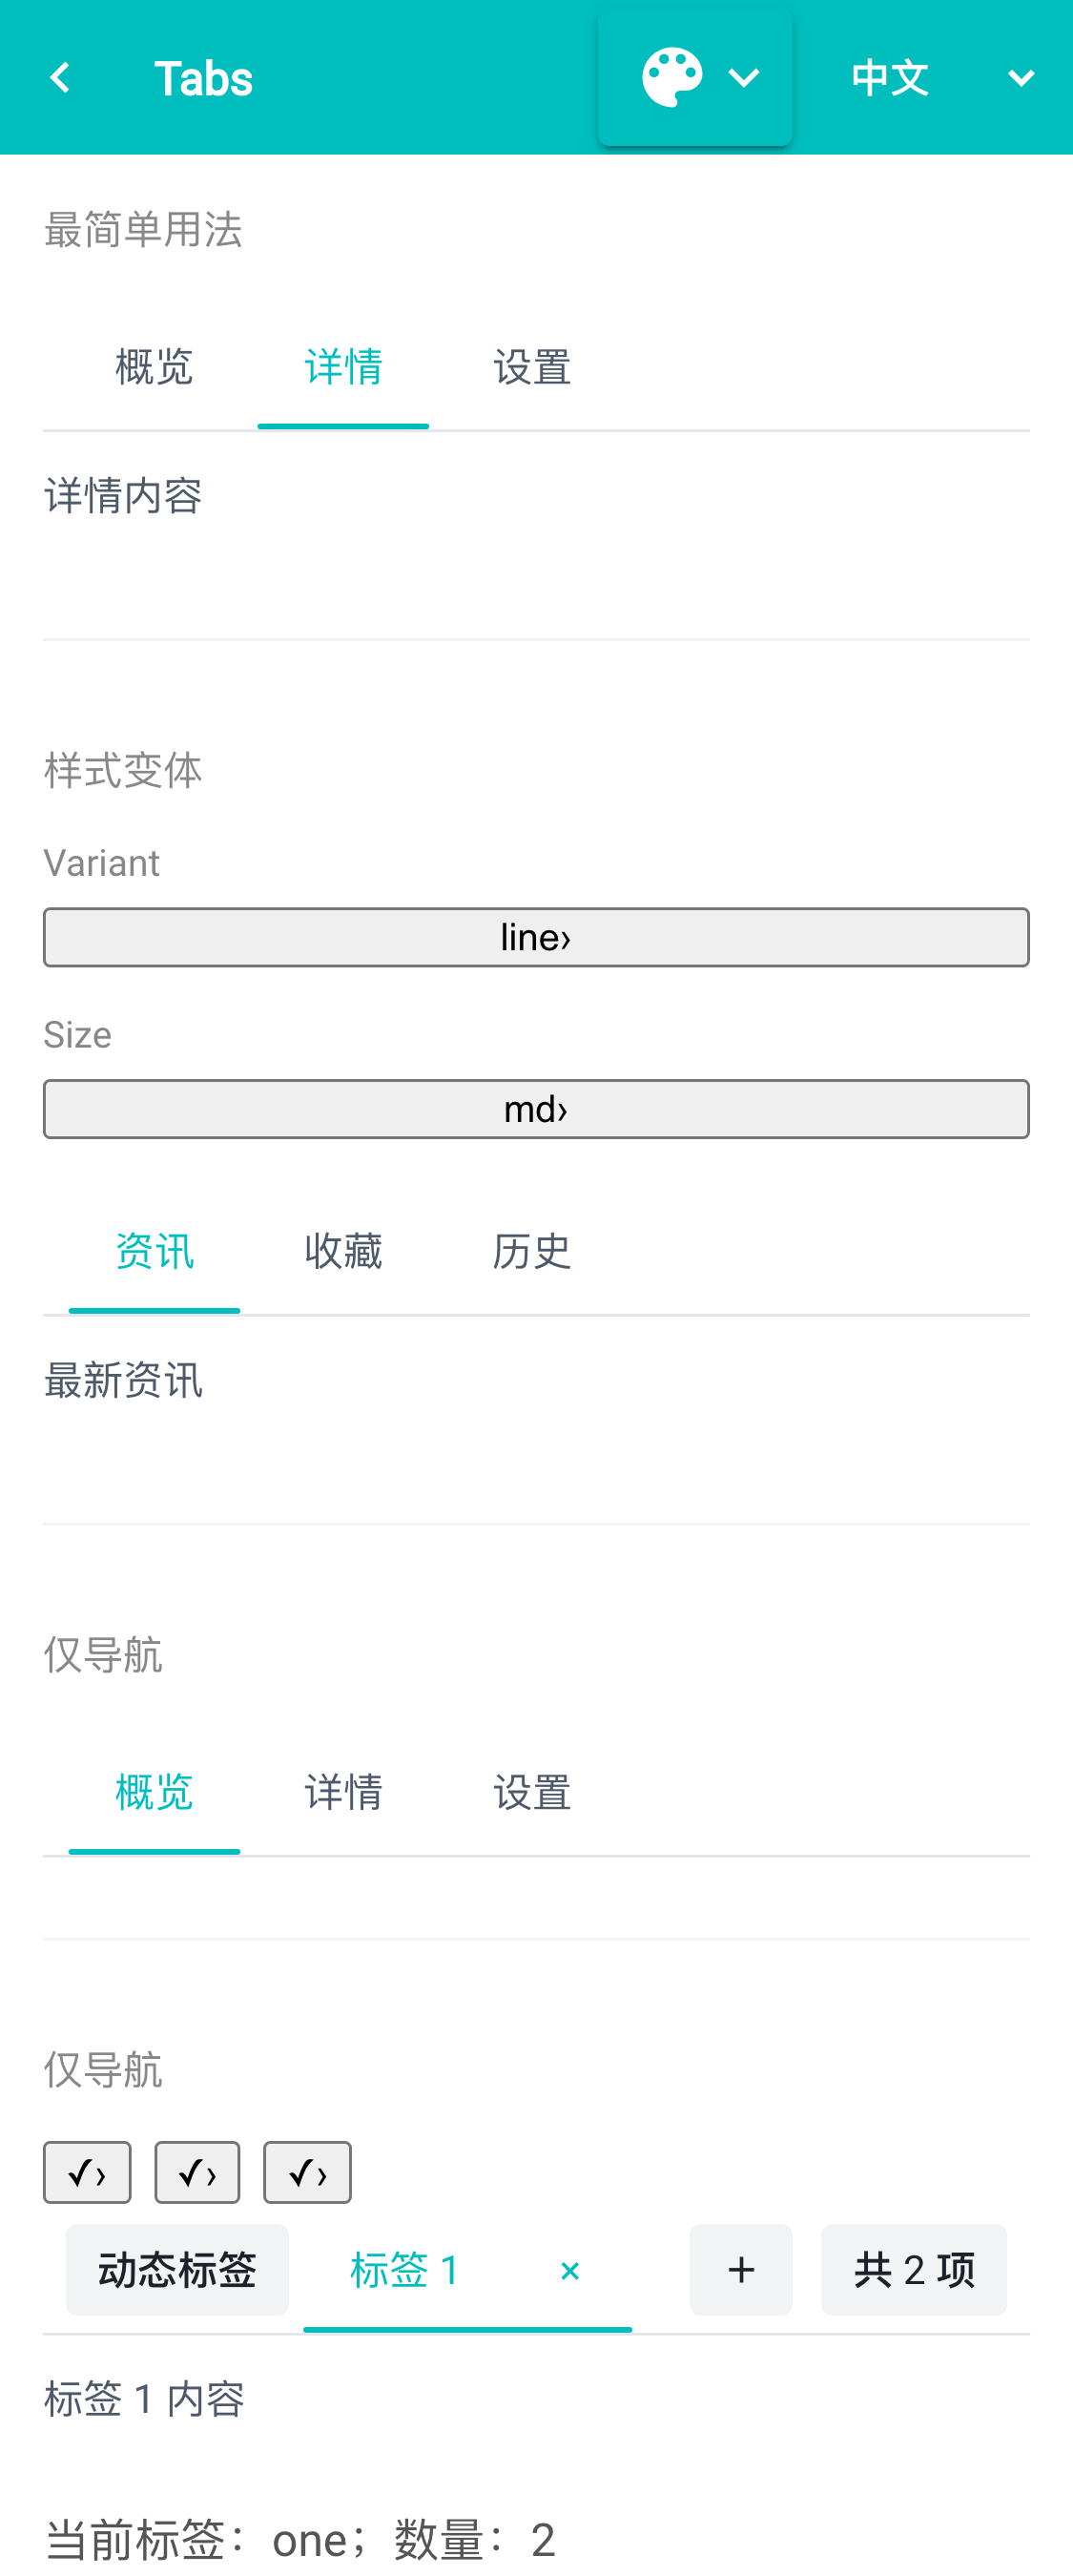 Tabs 中文
最简单用法
概览 详情 设置
详情内容
样式变体
Variant
line›
Size
md›
资讯 收藏 历史
最新资讯
仅导航
概览 详情 设置
仅导航
✓› ✓› ✓›
动态标签 标签 1 × + 共 2 项
标签 1 内容
当前标签：one；数量：2